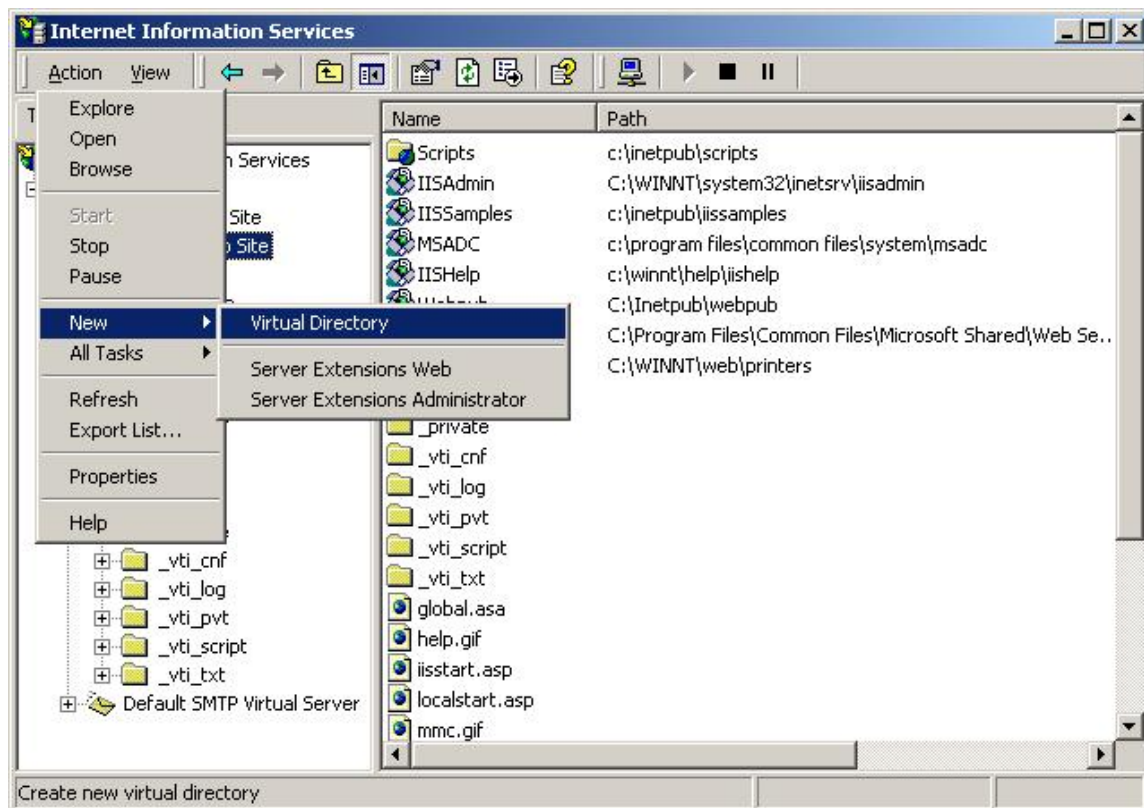 Internet Information Services
Action View
T
Name Path
Explore
Open
Browse
Start
Stop
Pause
New
All Tasks
Refresh
Export List...
Properties
Help
Virtual Directory
Server Extensions Web
Server Extensions Administrator
Services
Site
Site
_vti_cnf
_vti_log
_vti_pvt
_vti_script
_vti_txt
Default SMTP Virtual Server
Scripts c:\inetpub\scripts
IISAdmin C:\WINNT\system32\inetsrv\iisadmin
IISSamples c:\inetpub\iissamples
MSADC c:\program files\common files\system\msadc
IISHelp c:\winnt\help\iishelp
Webpub C:\Inetpub\webpub
C:\Program Files\Common Files\Microsoft Shared\Web Se..
C:\WINNT\web\printers
_private
_vti_cnf
_vti_log
_vti_pvt
_vti_script
_vti_txt
global.asa
help.gif
iisstart.asp
localstart.asp
mmc.gif
Create new virtual directory